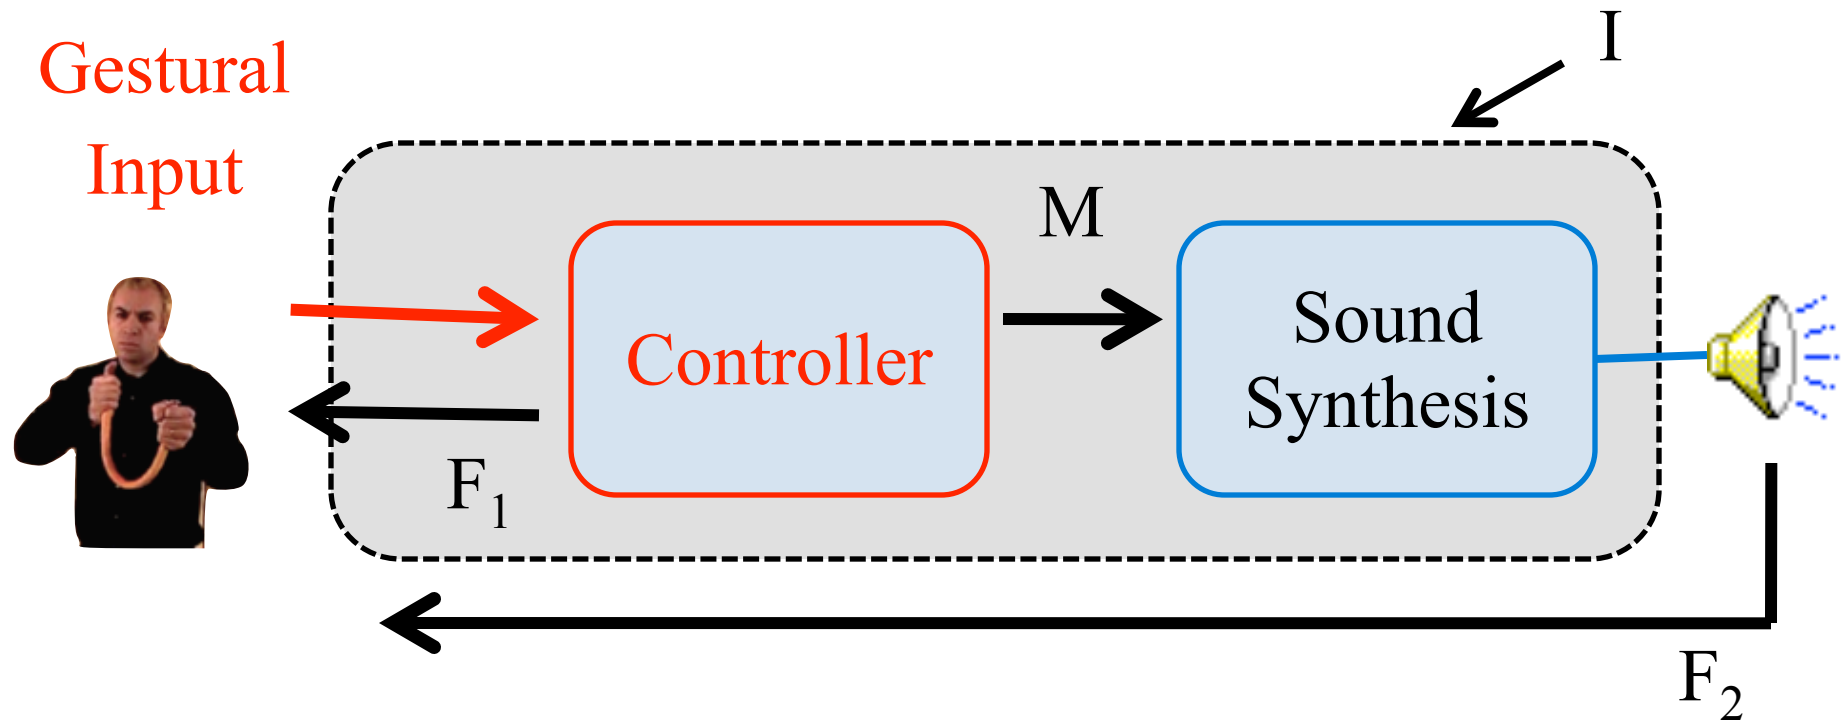 Gestural
Input
I
M
Controller
Sound
Synthesis
F₁
F₂